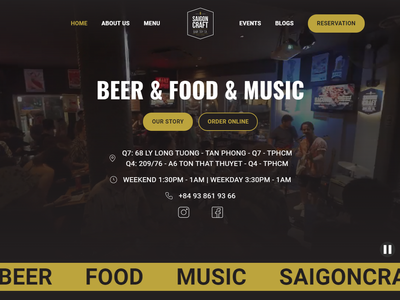 HOME
ABOUT US
MENU
SAIGON
CRAFT
EVENTS
BLOGS
RESERVATION
BEER & FOOD & MUSIC
OUR STORY
ORDER ONLINE
Q7: 68 LY LONG TUONG - TAN PHONG - Q7 - TPHCM
Q4: 209/76 - A6 TON THAT THUYET - Q4 - TPHCM
WEEKEND 1:30PM - 1AM | WEEKDAY 3:30PM - 1AM
+84 93 861 93 66
BEER FOOD MUSIC SAIGONCRA